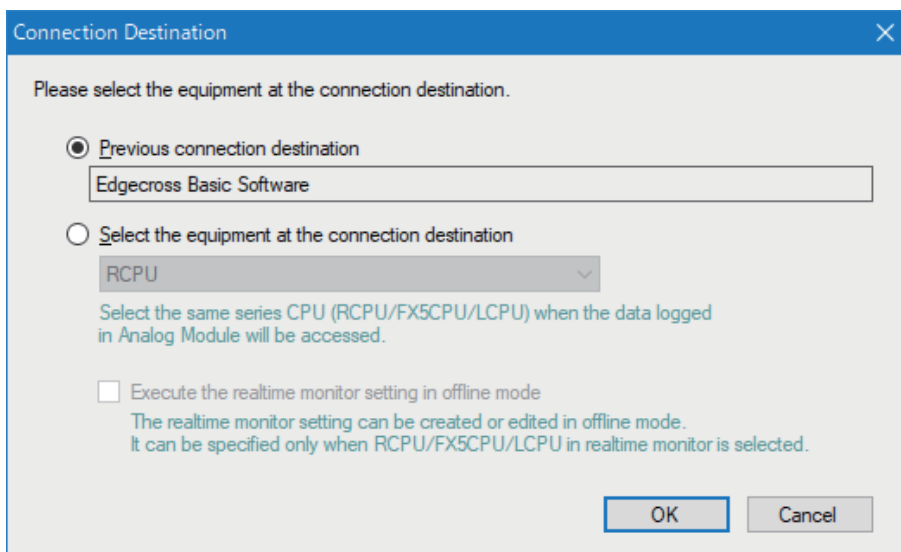 Connection Destination
Please select the equipment at the connection destination.
Previous connection destination
Edgecross Basic Software
Select the equipment at the connection destination
RCPU
Select the same series CPU (RCPU/FX5CPU/LCPU) when the data logged
in Analog Module will be accessed.
Execute the realtime monitor setting in offline mode
The realtime monitor setting can be created or edited in offline mode.
It can be specified only when RCPU/FX5CPU/LCPU in realtime monitor is selected.
OK Cancel